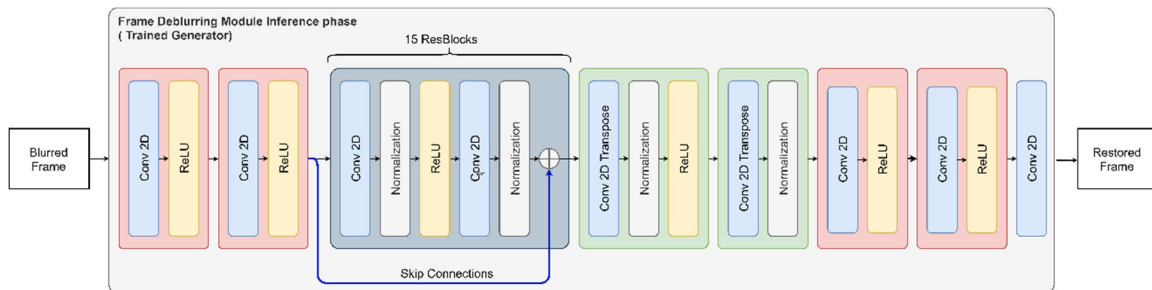 Frame Deblurring Module Inference phase
( Trained Generator)
15 ResBlocks
Blurred
Frame
Conv 2D
ReLU
Conv 2D
ReLU
Conv 2D
Normalization
ReLU
Conv 2D
Normalization
Conv 2D Transpose
Normalization
ReLU
Conv 2D Transpose
Normalization
Conv 2D
ReLU
Conv 2D
ReLU
Conv 2D
Restored
Frame
Skip Connections